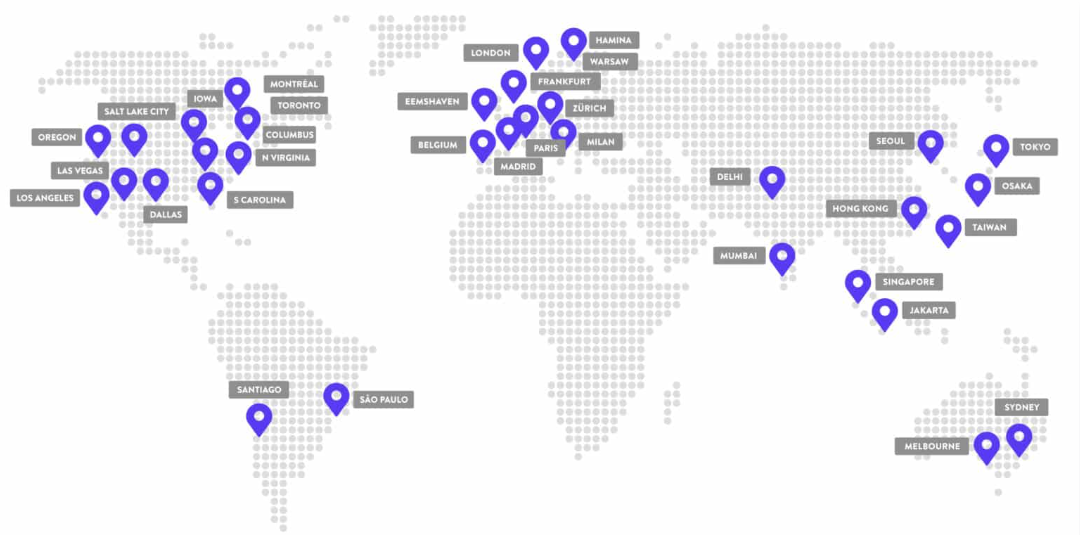 HAMINA
LONDON
WARSAW
FRANKFURT
MONTRÉAL
IOWA
TORONTO
EEMSHAVEN
ZÜRICH
SALT LAKE CITY
COLUMBUS
OREGON
BELGIUM
PARIS
MILAN
SEOUL
TOKYO
N VIRGINIA
MADRID
LAS VEGAS
DELHI
OSAKA
LOS ANGELES
S CAROLINA
DALLAS
HONG KONG
TAIWAN
MUMBAI
SINGAPORE
JAKARTA
SANTIAGO
SÃO PAULO
SYDNEY
MELBOURNE